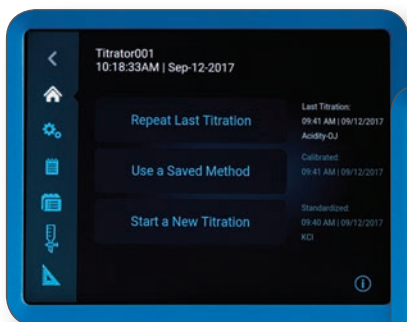 Titrator001
10:18:33AM | Sep-12-2017
Repeat Last Titration
Last Titration:
09:41 AM | 09/12/2017
Acidity-OJ
Use a Saved Method
Calibrated:
09:41 AM | 09/12/2017
Start a New Titration
Standardized:
09:40 AM | 09/12/2017
KCl